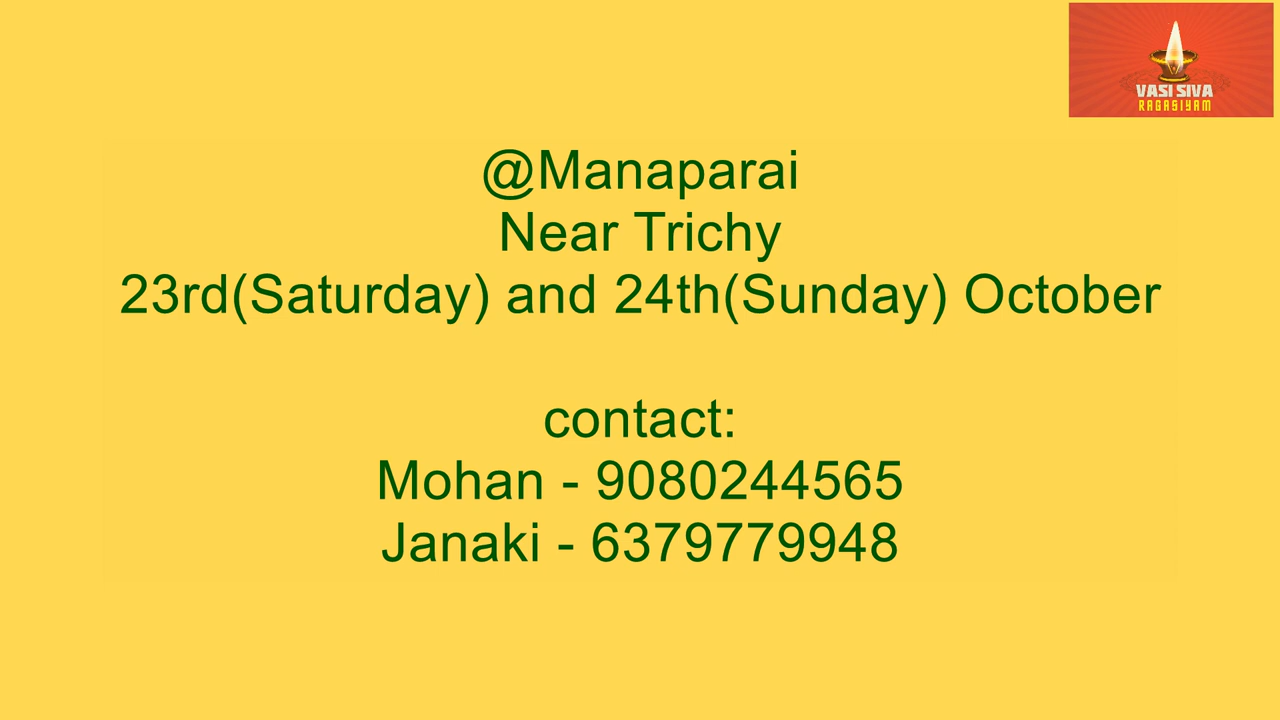 VASI SIVA
RAGASIYAM
@Manaparai
Near Trichy
23rd(Saturday) and 24th(Sunday) October
contact:
Mohan - 9080244565
Janaki - 6379779948